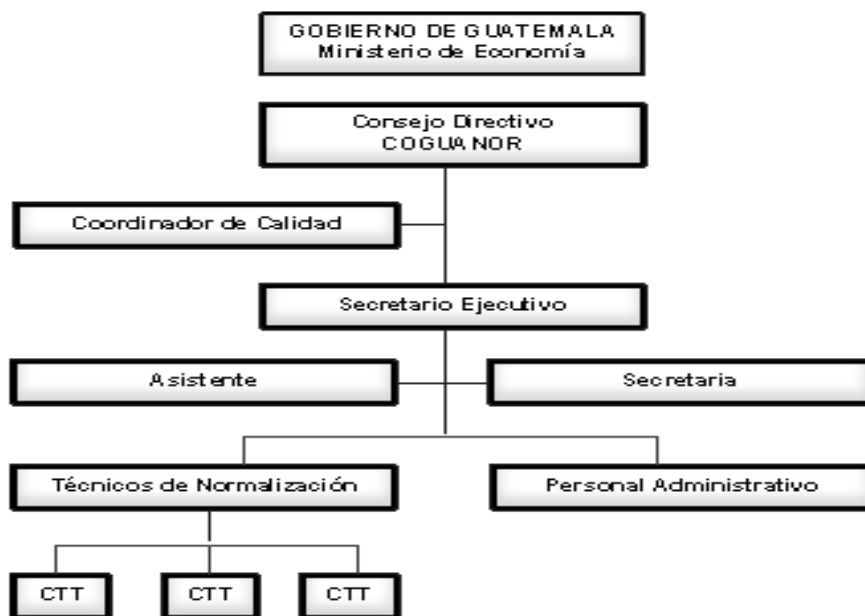 GOBIERNO DE GUATEMALA
Ministerio de Economía
Consejo Directivo
COGUANOR
Coordinador de Calidad
Secretario Ejecutivo
Asistente
Secretaria
Técnicos de Normalización
Personal Administrativo
CTT
CTT
CTT